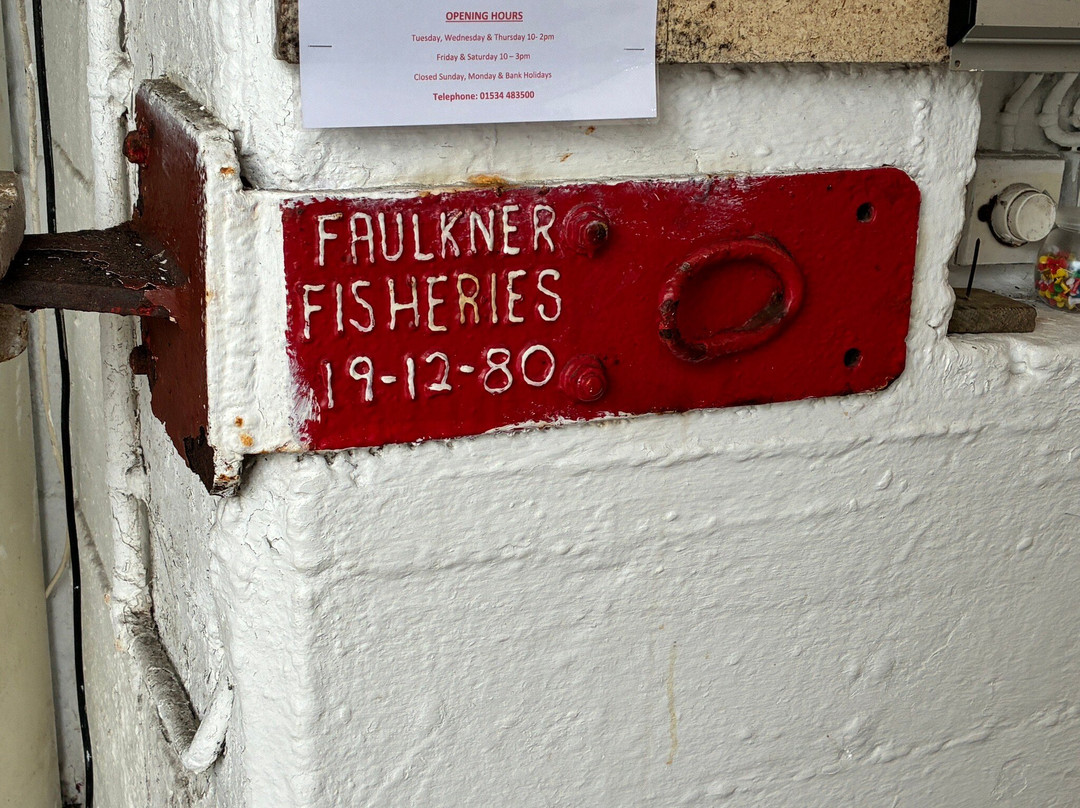 OPENING HOURS
Tuesday, Wednesday & Thursday 10- 2pm
Friday & Saturday 10 – 3pm
Closed Sunday, Monday & Bank Holidays
Telephone: 01534 483500
FAULKNER
FISHERIES
19-12-80